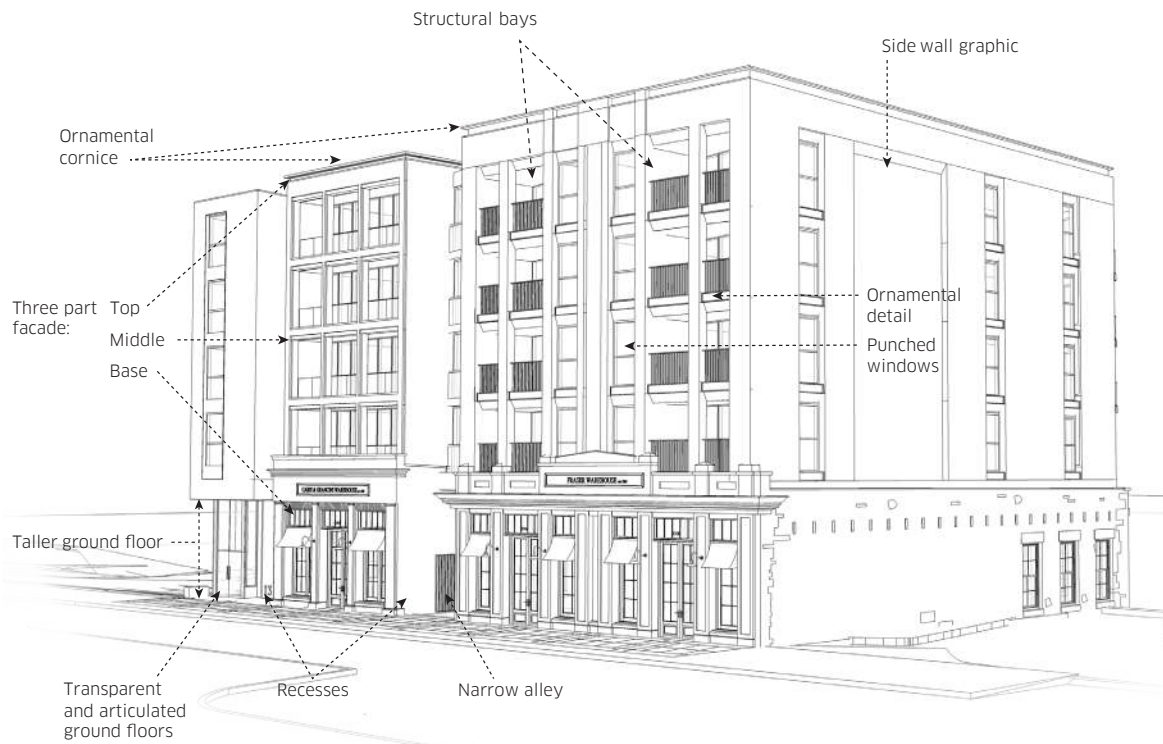 Structural bays
Side wall graphic
Ornamental
cornice
Three part
facade:
Top
Middle
Base
Ornamental
detail
Punched
windows
FRASER WAREHOUSE
Taller ground floor
Transparent
and articulated
ground floors
Recesses
Narrow alley